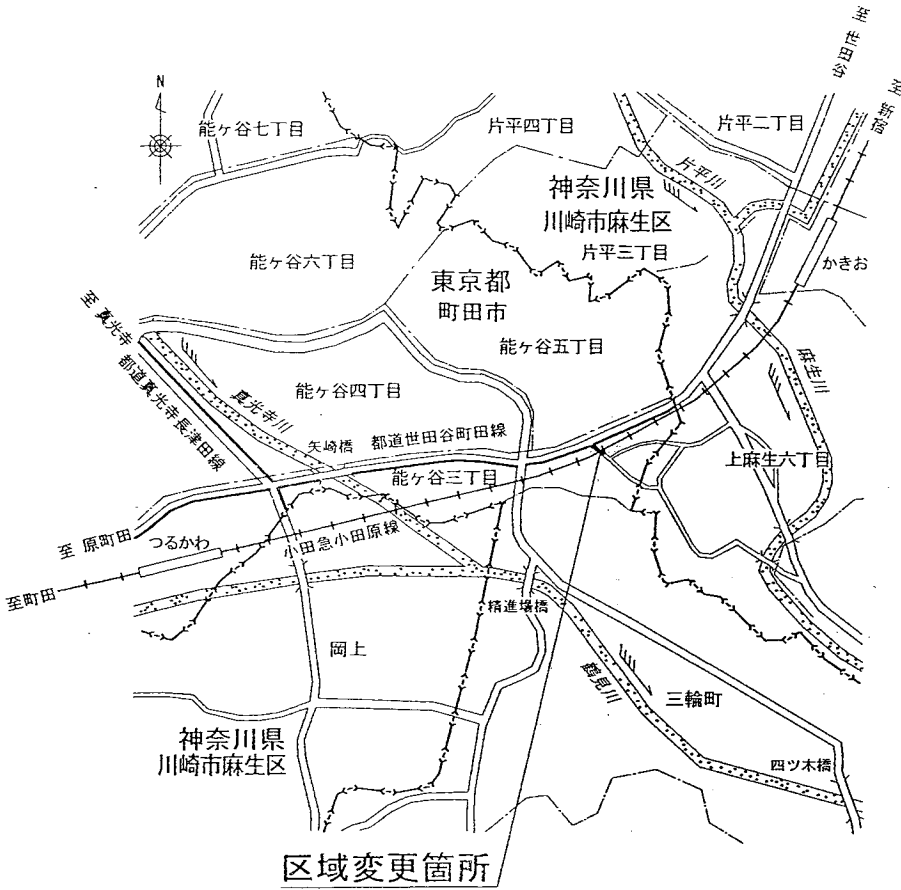 至 世田谷
至 新宿
N
能ヶ谷七丁目
片平四丁目
片平二丁目
片平川
神奈川県
川崎市麻生区
片平三丁目
能ヶ谷六丁目
かきお
東京都
町田市
至 真光寺
都道真光寺長津田線
能ヶ谷五丁目
麻生川
真光寺川
能ヶ谷四丁目
矢崎橋
都道世田谷町田線
上麻生六丁目
能ヶ谷三丁目
至 原町田
つるかわ
小田急小田原線
至町田
精進場橋
岡上
鶴見川
三輪町
神奈川県
川崎市麻生区
四ツ木橋
区域変更箇所